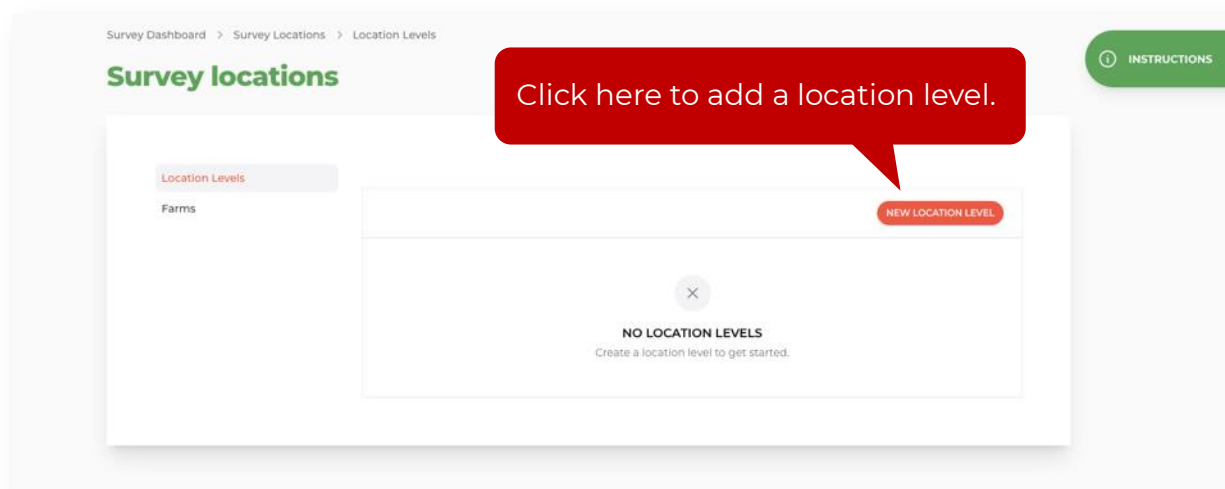 Survey Dashboard > Survey Locations > Location Levels
Survey locations
INSTRUCTIONS
Click here to add a location level.
Location Levels
Farms
NEW LOCATION LEVEL
NO LOCATION LEVELS
Create a location level to get started.